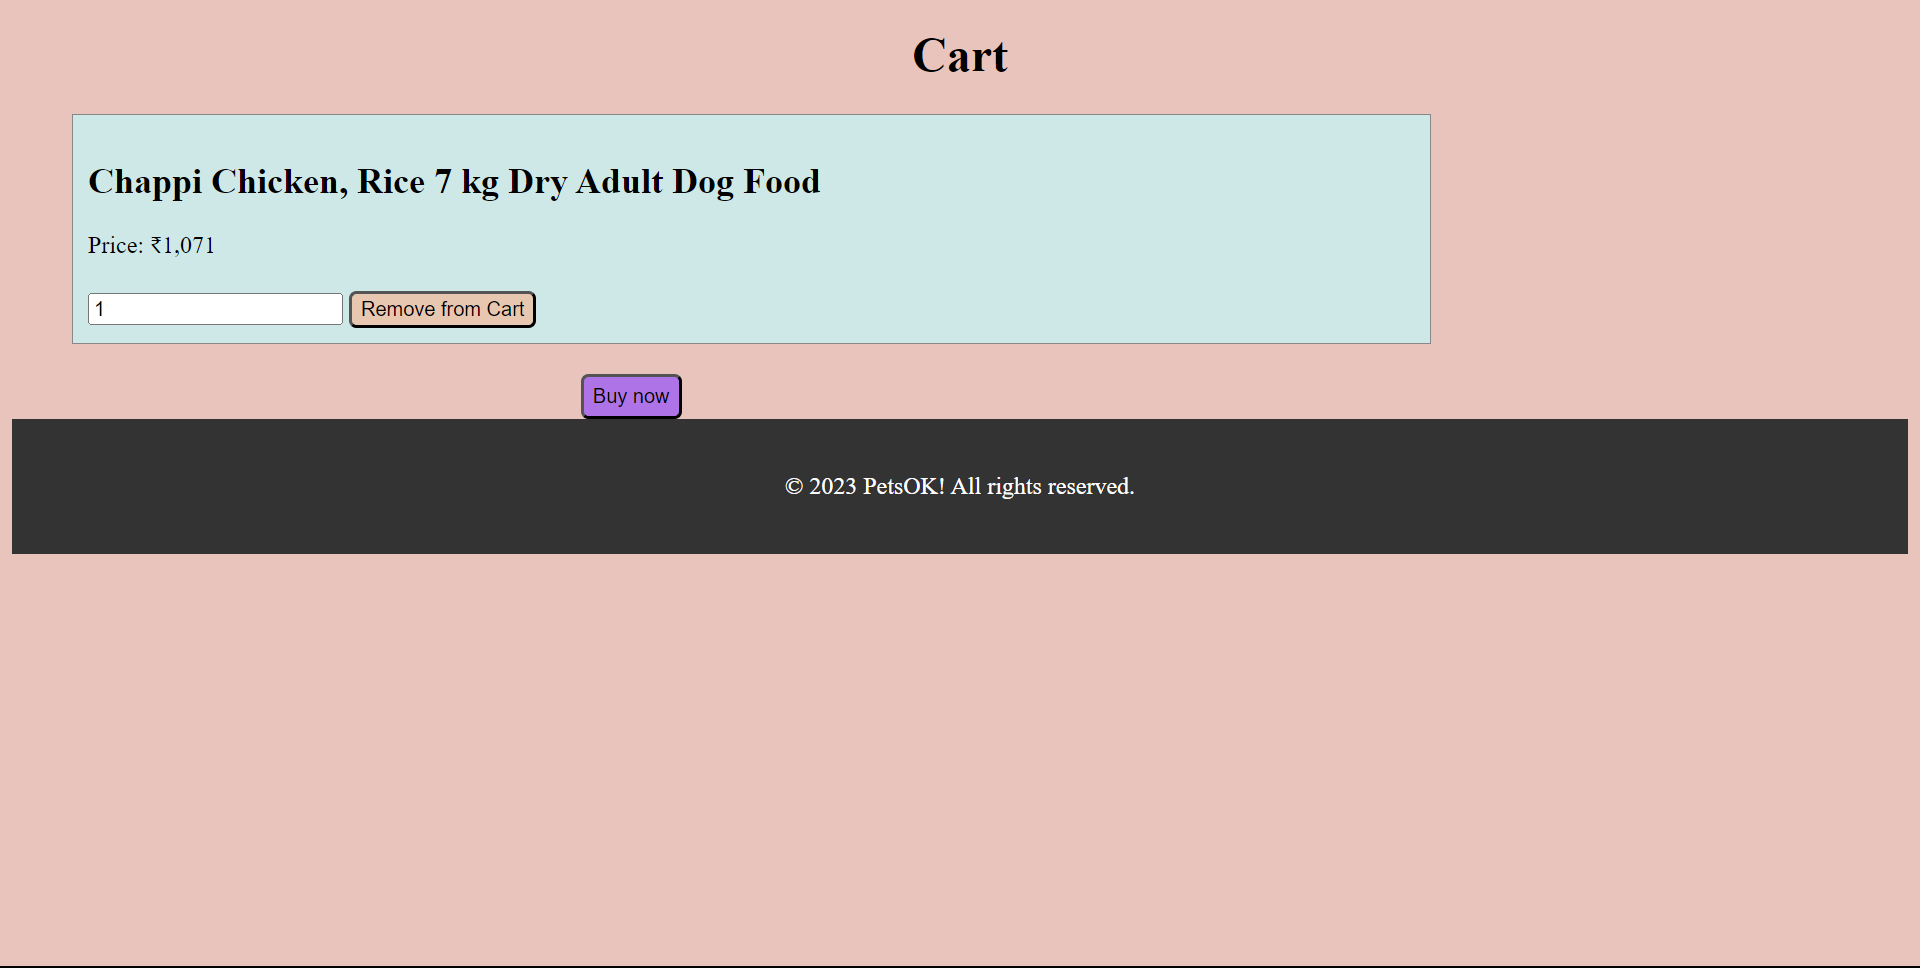 Cart
Chappi Chicken, Rice 7 kg Dry Adult Dog Food
Price: ₹1,071
1 Remove from Cart
Buy now
© 2023 PetsOK! All rights reserved.